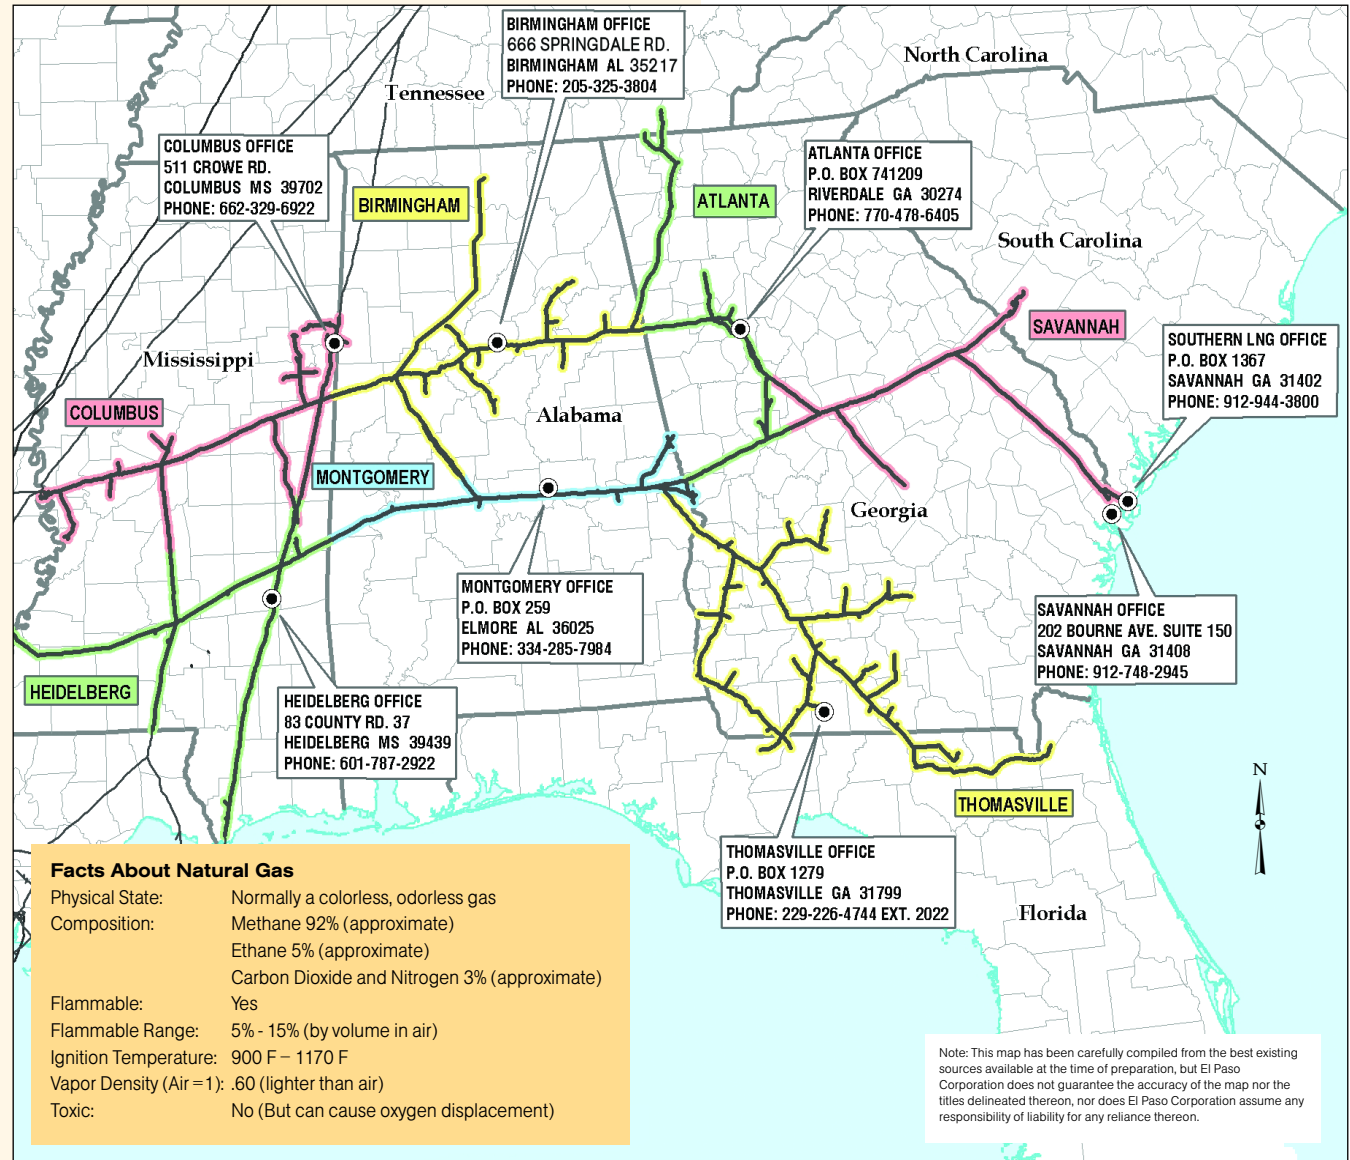 BIRMINGHAM OFFICE
666 SPRINGDALE RD.
BIRMINGHAM AL 35217
PHONE: 205-325-3804
North Carolina
Tennessee
COLUMBUS OFFICE
511 CROWE RD.
COLUMBUS MS 39702
PHONE: 662-329-6922
ATLANTA OFFICE
P.O. BOX 741209
RIVERDALE GA 30274
PHONE: 770-478-6405
BIRMINGHAM
ATLANTA
South Carolina
SAVANNAH
SOUTHERN LNG OFFICE
P.O. BOX 1367
SAVANNAH GA 31402
PHONE: 912-944-3800
Mississippi
COLUMBUS
Alabama
MONTGOMERY
Georgia
MONTGOMERY OFFICE
P.O. BOX 259
ELMORE AL 36025
PHONE: 334-285-7984
SAVANNAH OFFICE
202 BOURNE AVE. SUITE 150
SAVANNAH GA 31408
PHONE: 912-748-2945
HEIDELBERG
HEIDELBERG OFFICE
83 COUNTY RD. 37
HEIDELBERG MS 39439
PHONE: 601-787-2922
THOMASVILLE
N
THOMASVILLE OFFICE
P.O. BOX 1279
THOMASVILLE GA 31799
PHONE: 229-226-4744 EXT. 2022
Florida
Facts About Natural Gas
Physical State: Normally a colorless, odorless gas
Composition: Methane 92% (approximate)
Ethane 5% (approximate)
Carbon Dioxide and Nitrogen 3% (approximate)
Flammable: Yes
Flammable Range: 5% - 15% (by volume in air)
Ignition Temperature: 900 F – 1170 F
Vapor Density (Air =1): .60 (lighter than air)
Toxic: No (But can cause oxygen displacement)
Note: This map has been carefully compiled from the best existing
sources available at the time of preparation, but El Paso
Corporation does not guarantee the accuracy of the map nor the
titles delineated thereon, nor does El Paso Corporation assume any
responsibility of liability for any reliance thereon.